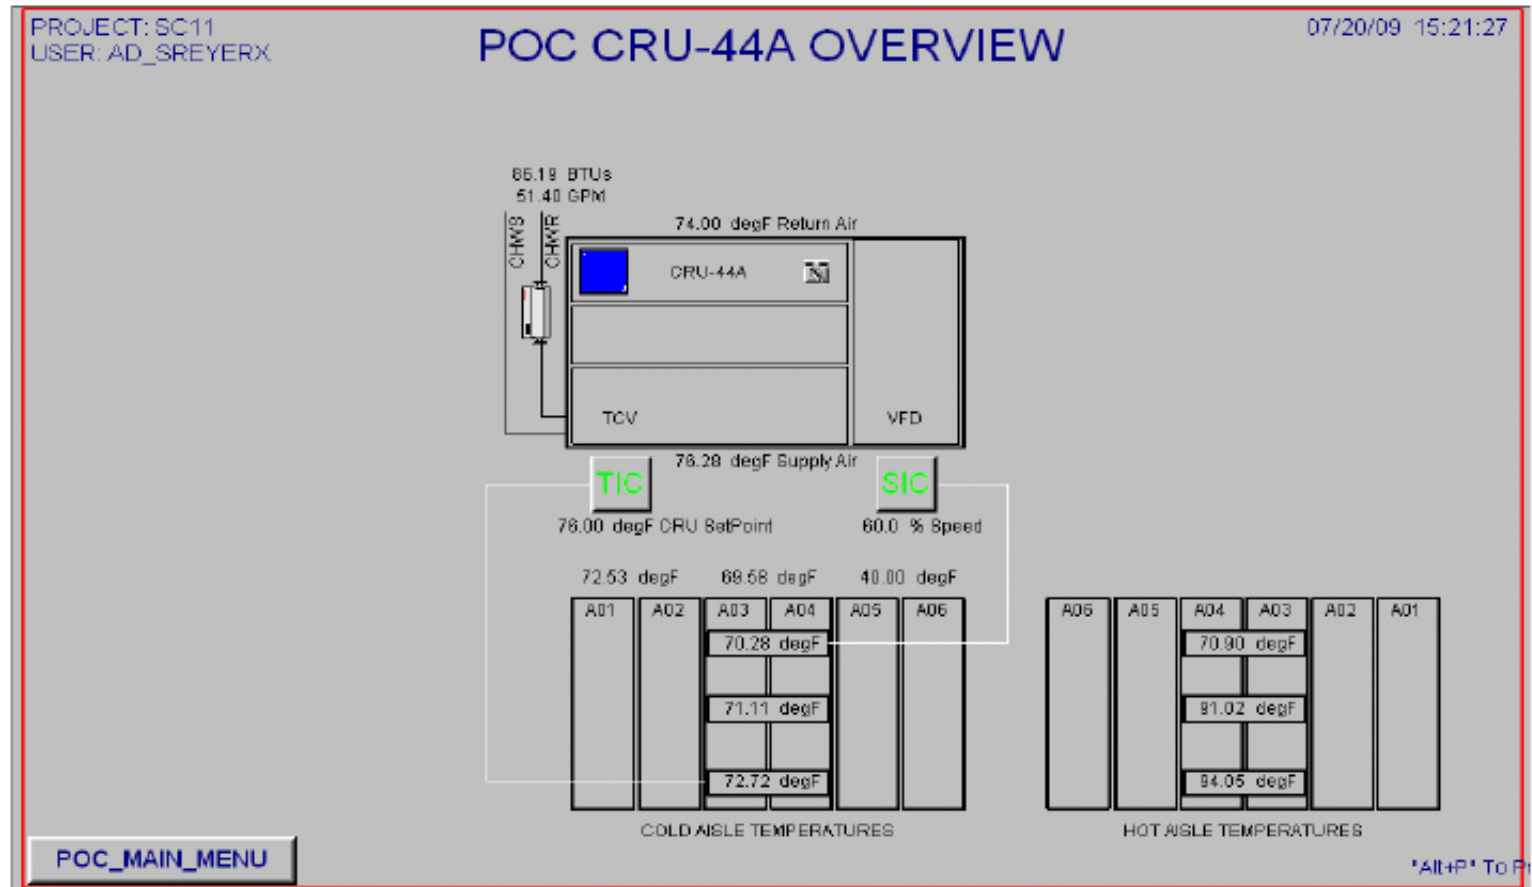 PROJECT: SC11
USER: AD_SREYERX
POC CRU-44A OVERVIEW
07/20/09 15:21:27
86.19 BTUs
51.40 GPM
CHWS
CHWR
74.00 degF Return Air
CRU-44A
TCV
VFD
76.28 degF Supply Air
TIC
SIC
76.00 degF CRU SetPoint
60.0 % Speed
72.53 degF 69.58 degF 40.00 degF
A01 A02 A03 A04 A05 A06
A06 A05 A04 A03 A02 A01
70.28 degF
70.90 degF
71.11 degF
91.02 degF
72.72 degF
94.05 degF
COLD AISLE TEMPERATURES
HOT AISLE TEMPERATURES
POC_MAIN_MENU
"Alt+P" To